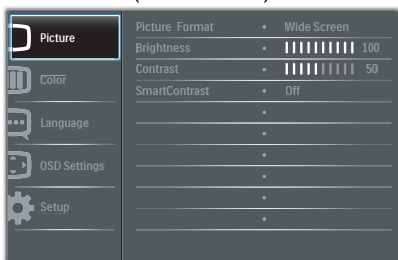 Picture
Color
Language
OSD Settings
Setup
Picture Format • Wide Screen
Brightness • 100
Contrast • 50
SmartContrast • Off
•
•
•
•
•
•